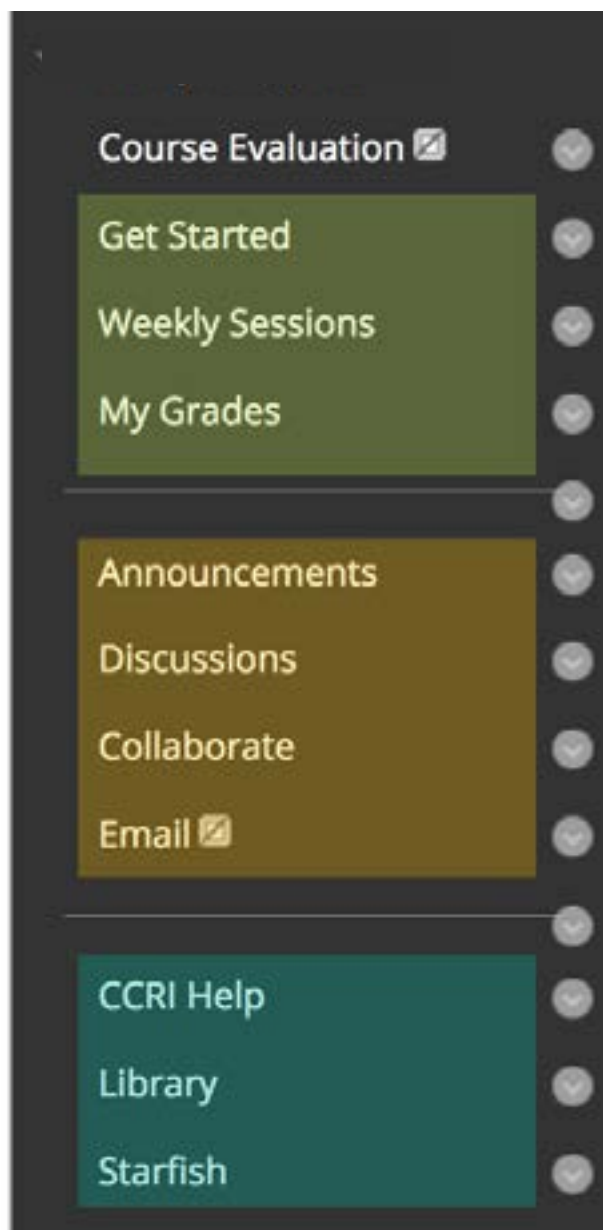 Course Evaluation
Get Started
Weekly Sessions
My Grades
Announcements
Discussions
Collaborate
Email
CCRI Help
Library
Starfish